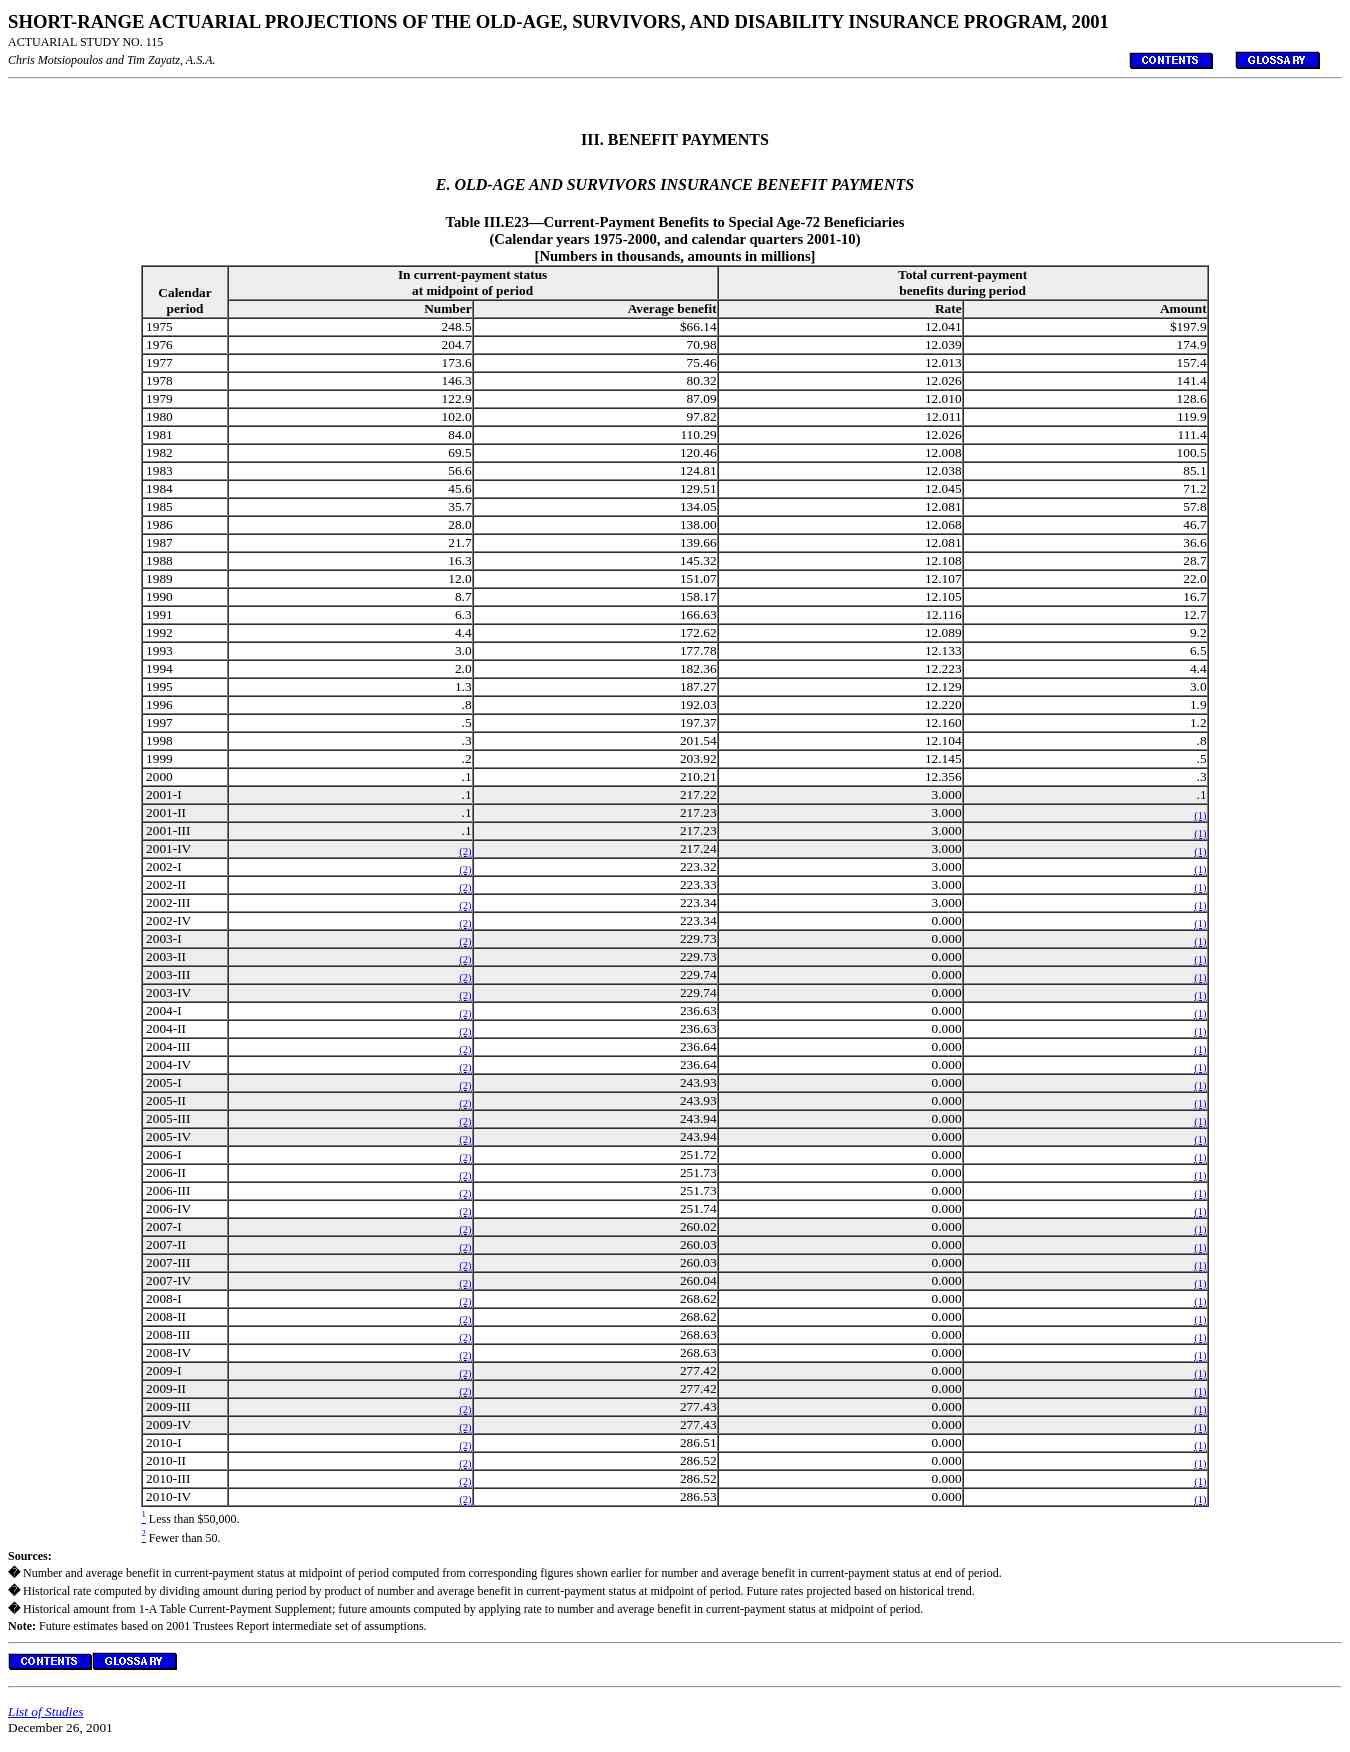 SHORT-RANGE ACTUARIAL PROJECTIONS OF THE OLD-AGE, SURVIVORS, AND DISABILITY INSURANCE PROGRAM, 2001
ACTUARIAL STUDY NO. 115
Chris Motsiopoulos and Tim Zayatz, A.S.A. CONTENTS GLOSSARY
III. BENEFIT PAYMENTS
E. OLD-AGE AND SURVIVORS INSURANCE BENEFIT PAYMENTS
Table III.E23—Current-Payment Benefits to Special Age-72 Beneficiaries
(Calendar years 1975-2000, and calendar quarters 2001-10)
[Numbers in thousands, amounts in millions]
Calendar period In current-payment status at midpoint of period Total current-payment benefits during period
Number Average benefit Rate Amount
1975 248.5 $66.14 12.041 $197.9
1976 204.7 70.98 12.039 174.9
1977 173.6 75.46 12.013 157.4
1978 146.3 80.32 12.026 141.4
1979 122.9 87.09 12.010 128.6
1980 102.0 97.82 12.011 119.9
1981 84.0 110.29 12.026 111.4
1982 69.5 120.46 12.008 100.5
1983 56.6 124.81 12.038 85.1
1984 45.6 129.51 12.045 71.2
1985 35.7 134.05 12.081 57.8
1986 28.0 138.00 12.068 46.7
1987 21.7 139.66 12.081 36.6
1988 16.3 145.32 12.108 28.7
1989 12.0 151.07 12.107 22.0
1990 8.7 158.17 12.105 16.7
1991 6.3 166.63 12.116 12.7
1992 4.4 172.62 12.089 9.2
1993 3.0 177.78 12.133 6.5
1994 2.0 182.36 12.223 4.4
1995 1.3 187.27 12.129 3.0
1996 .8 192.03 12.220 1.9
1997 .5 197.37 12.160 1.2
1998 .3 201.54 12.104 .8
1999 .2 203.92 12.145 .5
2000 .1 210.21 12.356 .3
2001-I .1 217.22 3.000 .1
2001-II .1 217.23 3.000 (1)
2001-III .1 217.23 3.000 (1)
2001-IV (2) 217.24 3.000 (1)
2002-I (2) 223.32 3.000 (1)
2002-II (2) 223.33 3.000 (1)
2002-III (2) 223.34 3.000 (1)
2002-IV (2) 223.34 0.000 (1)
2003-I (2) 229.73 0.000 (1)
2003-II (2) 229.73 0.000 (1)
2003-III (2) 229.74 0.000 (1)
2003-IV (2) 229.74 0.000 (1)
2004-I (2) 236.63 0.000 (1)
2004-II (2) 236.63 0.000 (1)
2004-III (2) 236.64 0.000 (1)
2004-IV (2) 236.64 0.000 (1)
2005-I (2) 243.93 0.000 (1)
2005-II (2) 243.93 0.000 (1)
2005-III (2) 243.94 0.000 (1)
2005-IV (2) 243.94 0.000 (1)
2006-I (2) 251.72 0.000 (1)
2006-II (2) 251.73 0.000 (1)
2006-III (2) 251.73 0.000 (1)
2006-IV (2) 251.74 0.000 (1)
2007-I (2) 260.02 0.000 (1)
2007-II (2) 260.03 0.000 (1)
2007-III (2) 260.03 0.000 (1)
2007-IV (2) 260.04 0.000 (1)
2008-I (2) 268.62 0.000 (1)
2008-II (2) 268.62 0.000 (1)
2008-III (2) 268.63 0.000 (1)
2008-IV (2) 268.63 0.000 (1)
2009-I (2) 277.42 0.000 (1)
2009-II (2) 277.42 0.000 (1)
2009-III (2) 277.43 0.000 (1)
2009-IV (2) 277.43 0.000 (1)
2010-I (2) 286.51 0.000 (1)
2010-II (2) 286.52 0.000 (1)
2010-III (2) 286.52 0.000 (1)
2010-IV (2) 286.53 0.000 (1)
1 Less than $50,000.
2 Fewer than 50.
Sources:
� Number and average benefit in current-payment status at midpoint of period computed from corresponding figures shown earlier for number and average benefit in current-payment status at end of period.
� Historical rate computed by dividing amount during period by product of number and average benefit in current-payment status at midpoint of period. Future rates projected based on historical trend.
� Historical amount from 1-A Table Current-Payment Supplement; future amounts computed by applying rate to number and average benefit in current-payment status at midpoint of period.
Note: Future estimates based on 2001 Trustees Report intermediate set of assumptions.
CONTENTS GLOSSARY
List of Studies
December 26, 2001